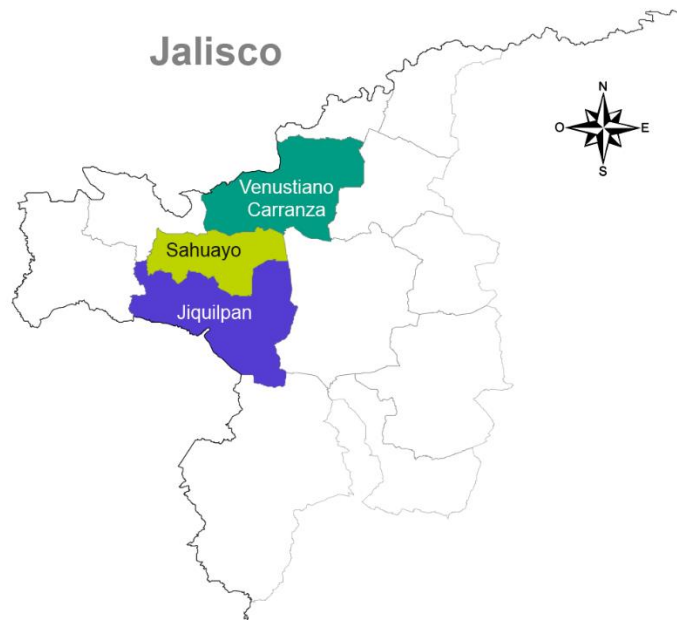 Jalisco
N
O
E
S
Venustiano
Carranza
Sahuayo
Jiquilpan